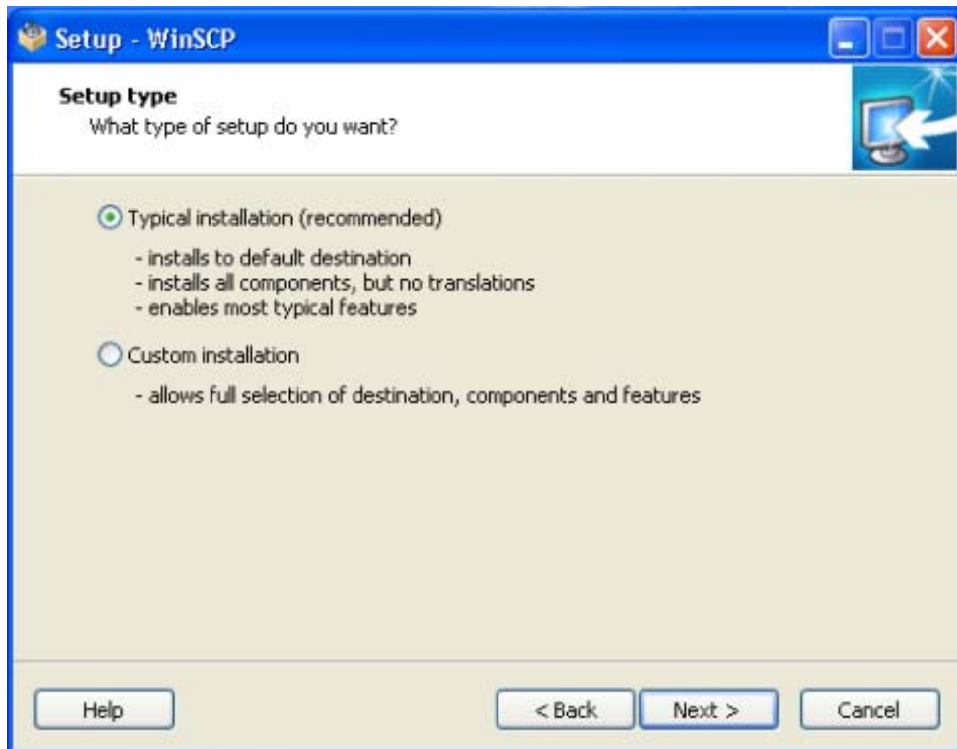 Setup - WinSCP
Setup type
What type of setup do you want?
Typical installation (recommended)
- installs to default destination
- installs all components, but no translations
- enables most typical features
Custom installation
- allows full selection of destination, components and features
Help
< Back
Next >
Cancel